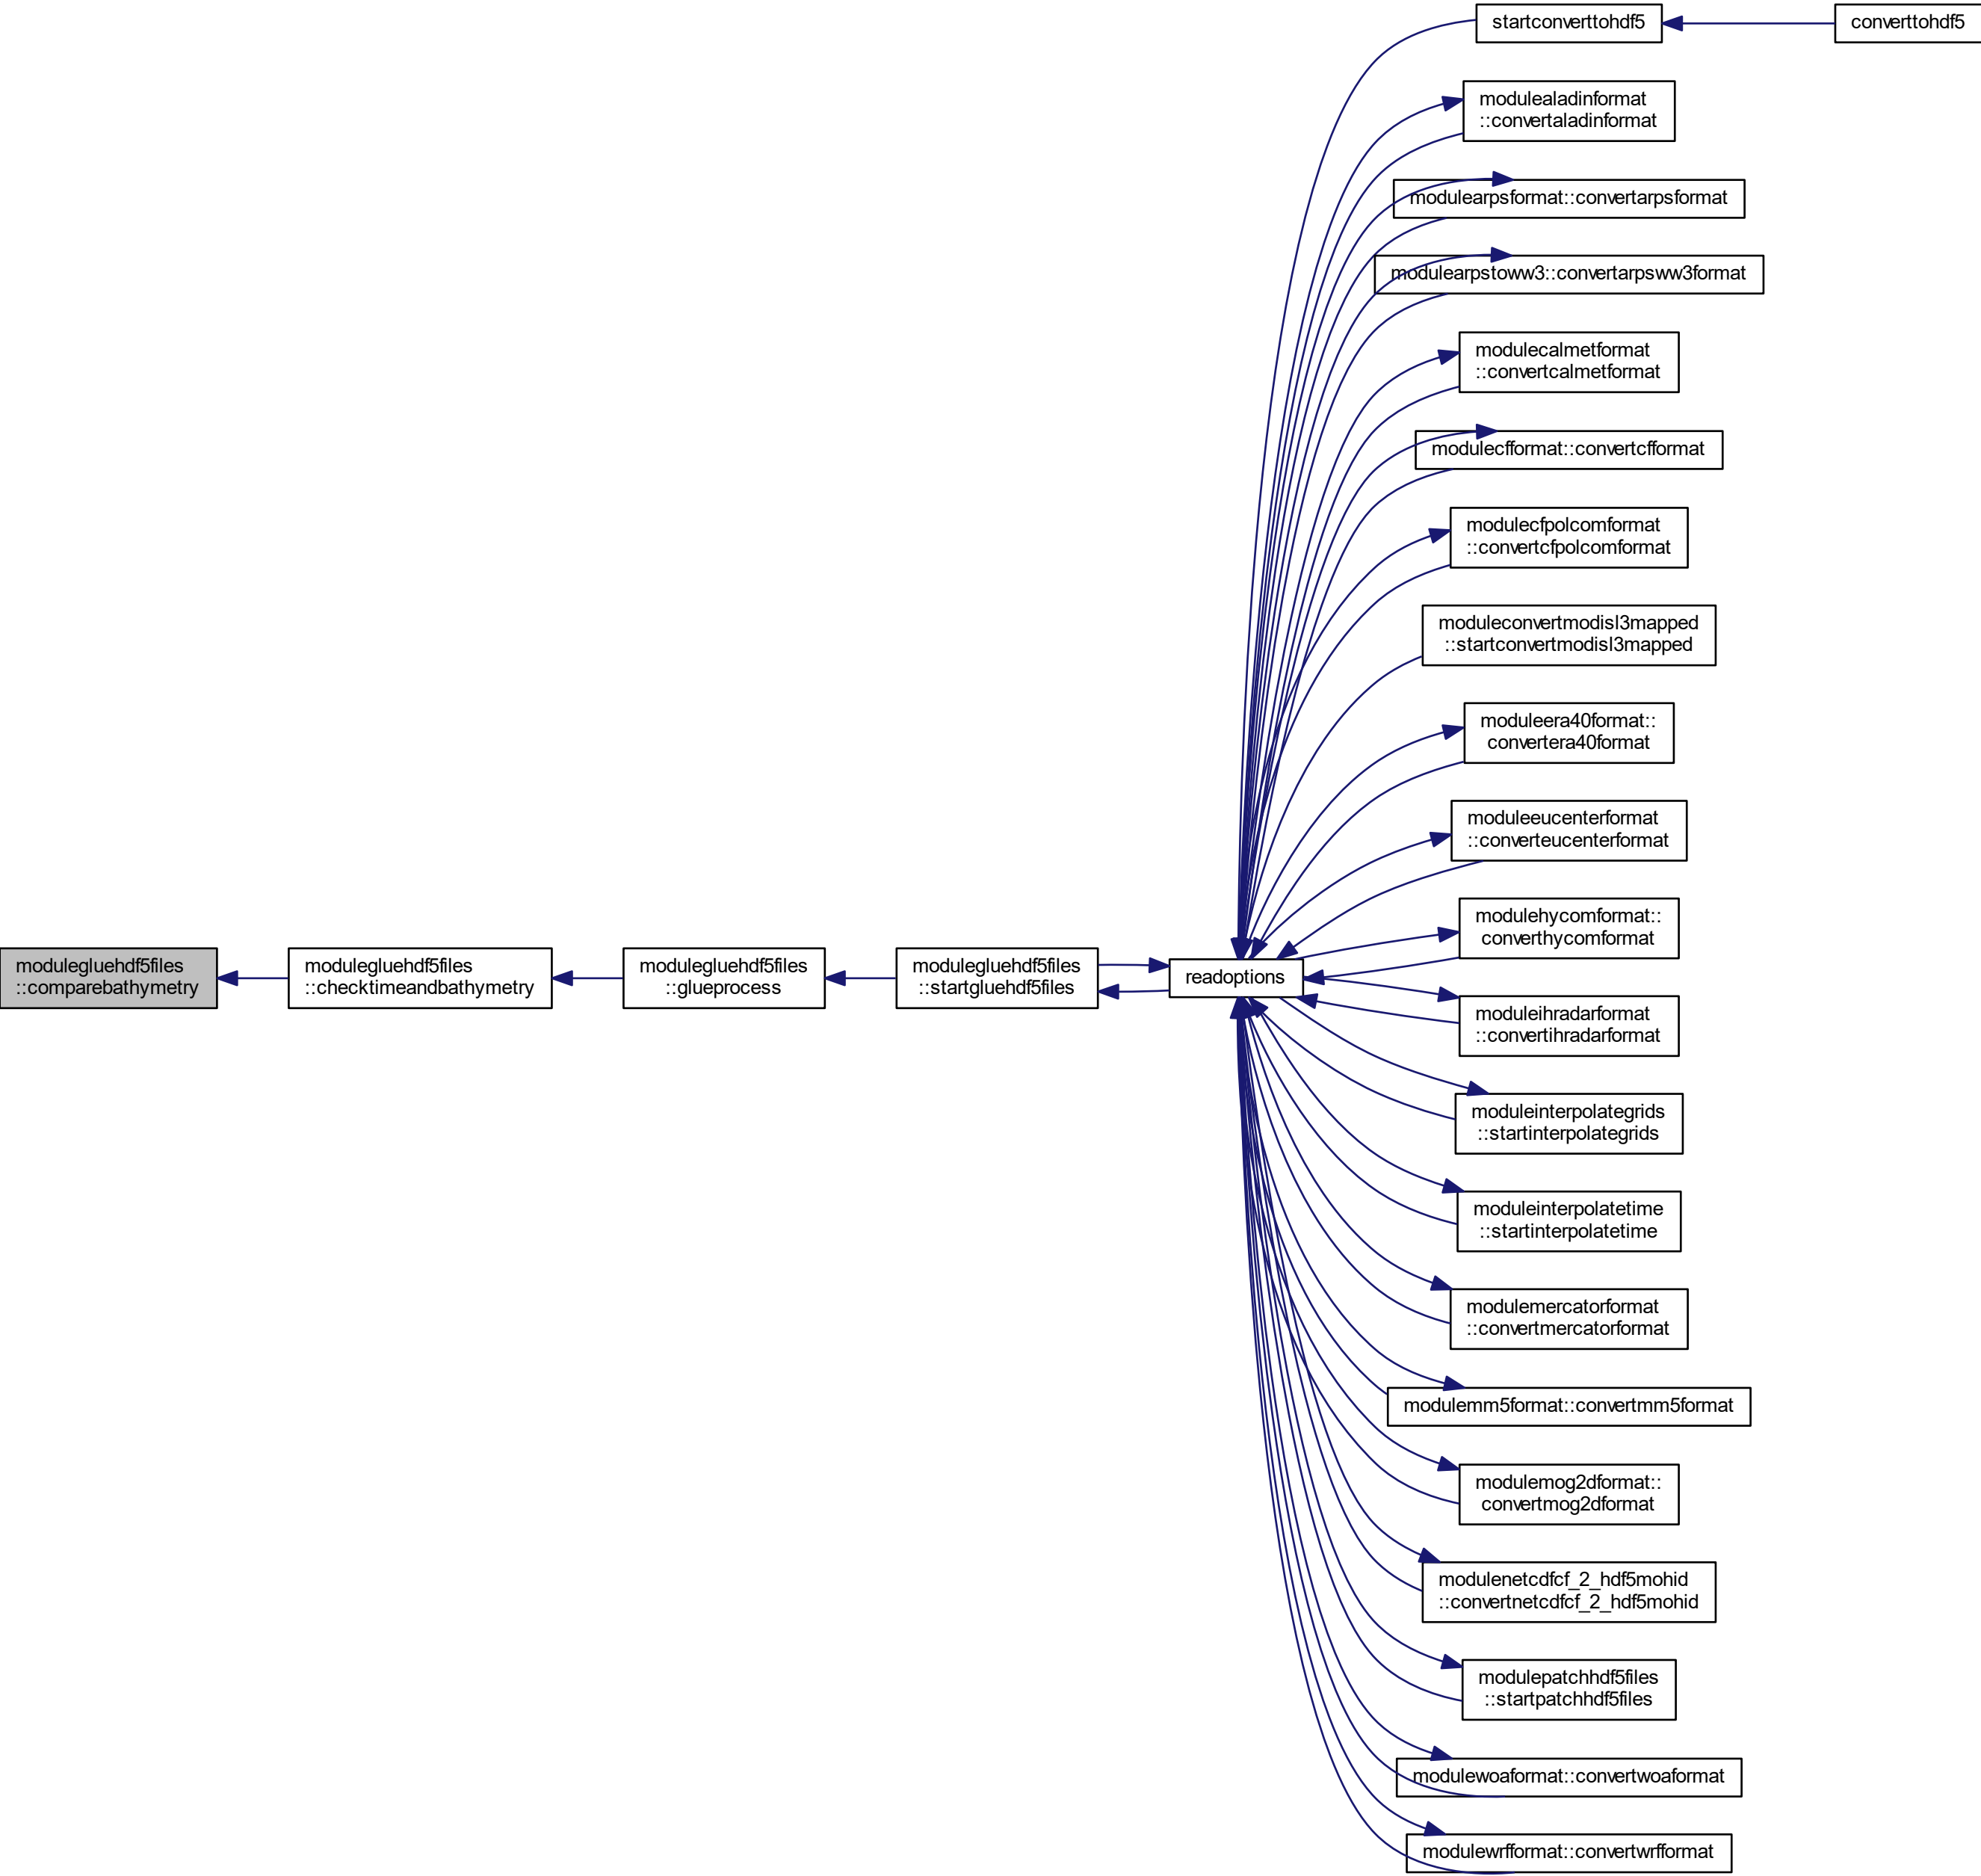 startconverttohdf5
converttohdf5
modulealadinformat
::convertaladinformat
modulearpsformat::convertarpsformat
modulearpstoww3::convertarpsww3format
modulecalmetformat
::convertcalmetformat
modulecfformat::convertcfformat
modulecfpolcomformat
::convertcfpolcomformat
moduleconvertmodisl3mapped
::startconvertmodisl3mapped
moduleera40format::
convertera40format
moduleeucenterformat
::converteucenterformat
modulegluehdf5files
::comparebathymetry
modulegluehdf5files
::checktimeandbathymetry
modulegluehdf5files
::glueprocess
modulegluehdf5files
::startgluehdf5files
readoptions
modulehycomformat::
converthycomformat
moduleihradarformat
::convertihradarformat
moduleinterpolategrids
::startinterpolategrids
moduleinterpolatetime
::startinterpolatetime
modulemercatorformat
::convertmercatorformat
modulemm5format::convertmm5format
modulemog2dformat::
convertmog2dformat
modulenetcdfcf_2_hdf5mohid
::convertnetcdfcf_2_hdf5mohid
modulepatchhdf5files
::startpatchhdf5files
modulewoaformat::convertwoaformat
modulewrfformat::convertwrfformat